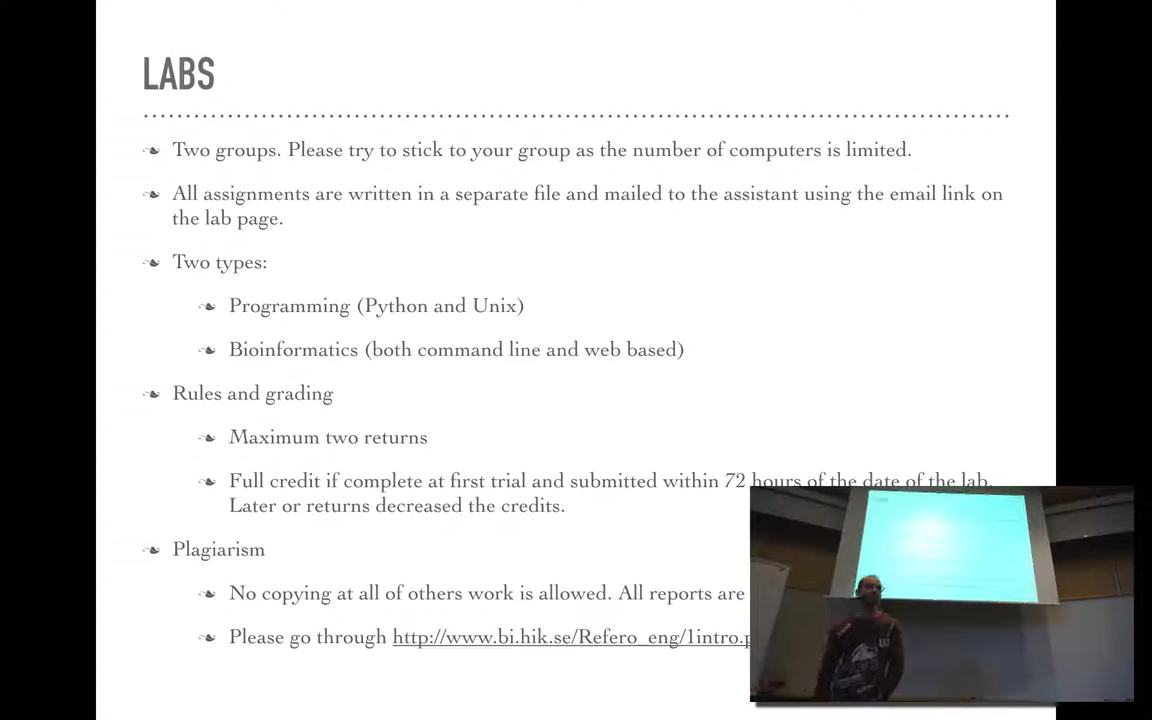 LABS
Two groups. Please try to stick to your group as the number of computers is limited.
All assignments are written in a separate file and mailed to the assistant using the email link on
the lab page.
Two types:
Programming (Python and Unix)
Bioinformatics (both command line and web based)
Rules and grading
Maximum two returns
Full credit if complete at first trial and submitted within 72 hours of the date of the lab.
Later or returns decreased the credits.
Plagiarism
No copying at all of others work is allowed. All reports are
Please go through http://www.bi.hik.se/Refero_eng/1intro.p